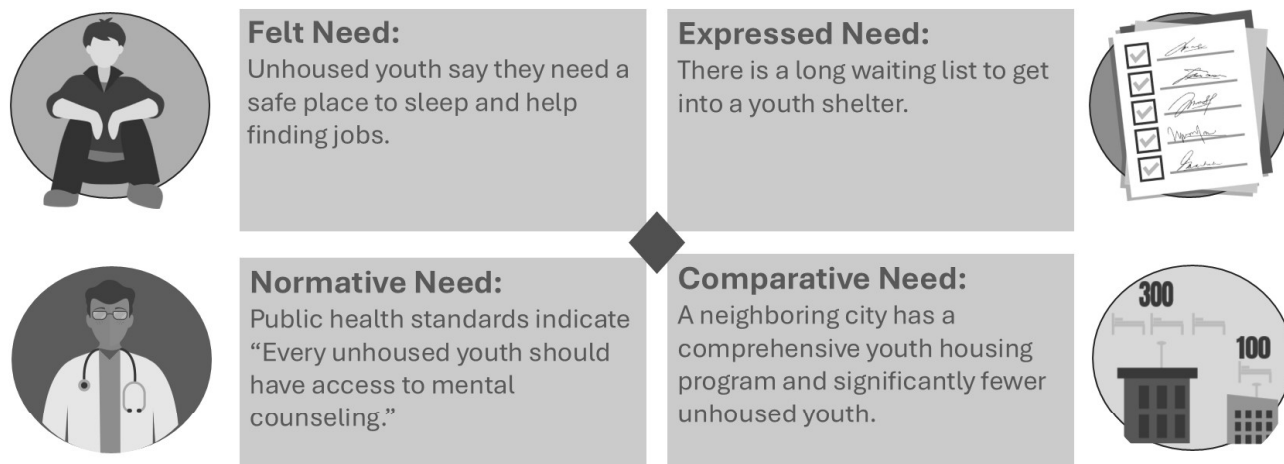 Felt Need:
Unhoused youth say they need a
safe place to sleep and help
finding jobs.
Expressed Need:
There is a long waiting list to get
into a youth shelter.
Normative Need:
Public health standards indicate
“Every unhoused youth should
have access to mental
counseling.”
Comparative Need:
A neighboring city has a
comprehensive youth housing
program and significantly fewer
unhoused youth.
300
100